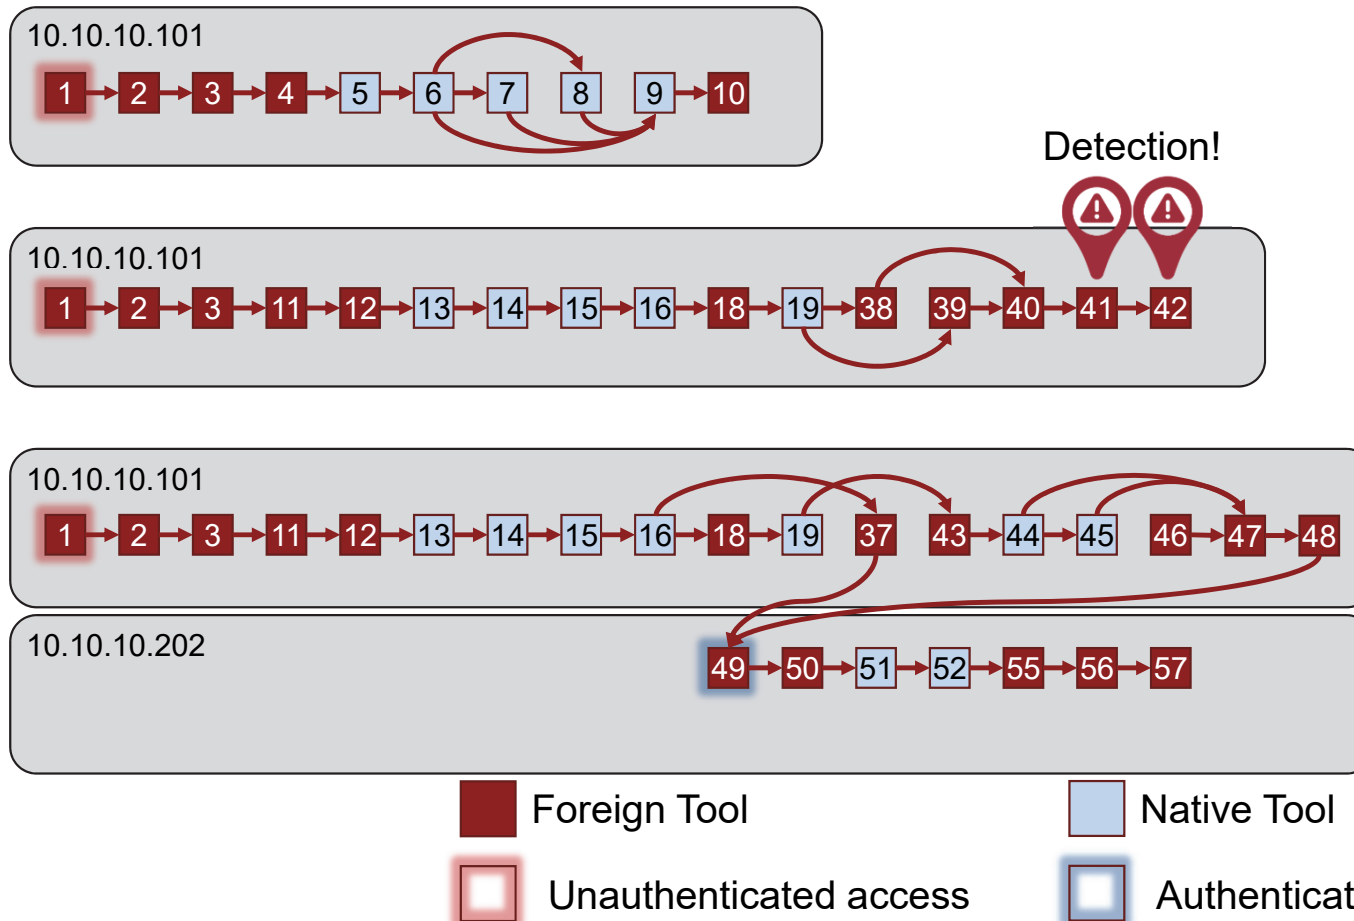 10.10.10.101
1 2 3 4 5 6 7 8 9 10
Detection!
10.10.10.101
1 2 3 11 12 13 14 15 16 18 19 38 39 40 41 42
10.10.10.101
1 2 3 11 12 13 14 15 16 18 19 37 43 44 45 46 47 48
10.10.10.202
49 50 51 52 55 56 57
Foreign Tool Native Tool
Unauthenticated access Authenticat